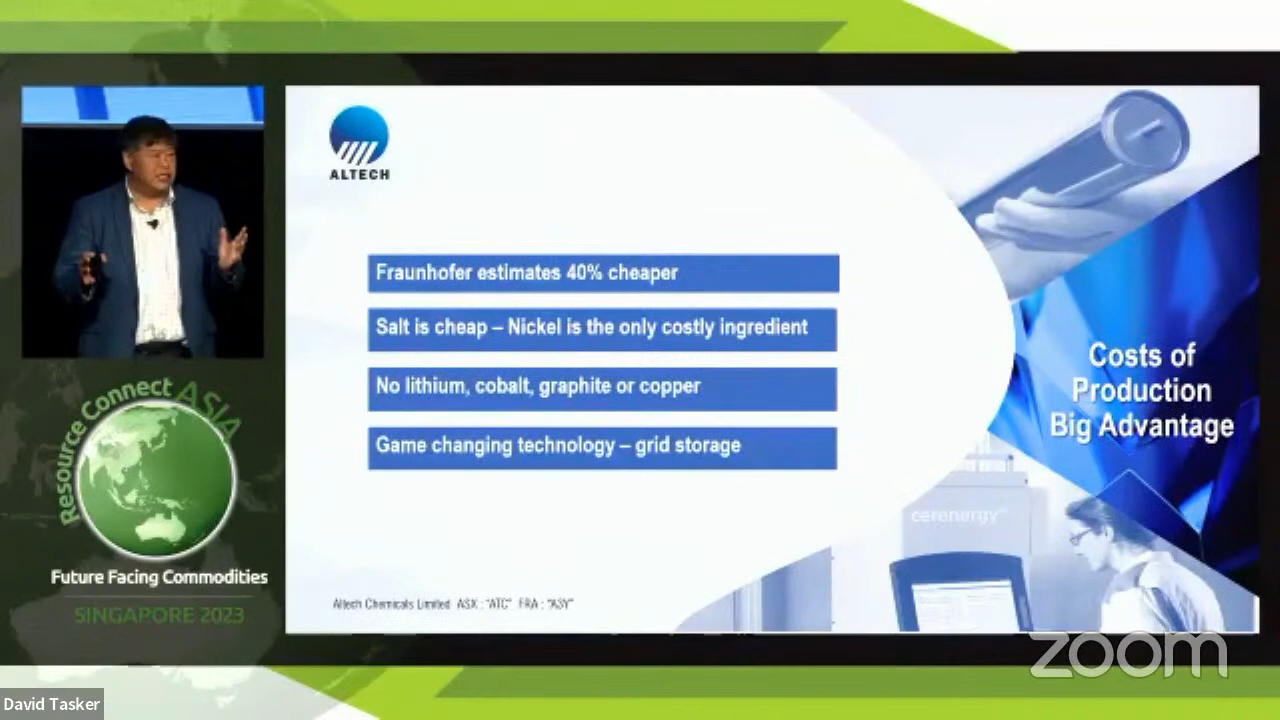 ALTECH
Fraunhofer estimates 40% cheaper
Salt is cheap – Nickel is the only costly ingredient
No lithium, cobalt, graphite or copper
Game changing technology – grid storage
Costs of
Production
Big Advantage
cerenergy
Altech Chemicals Limited ASX : "ATC" FRA : "A3Y"
Resource Connect ASIA
Future Facing Commodities
SINGAPORE 2023
zoom
David Tasker